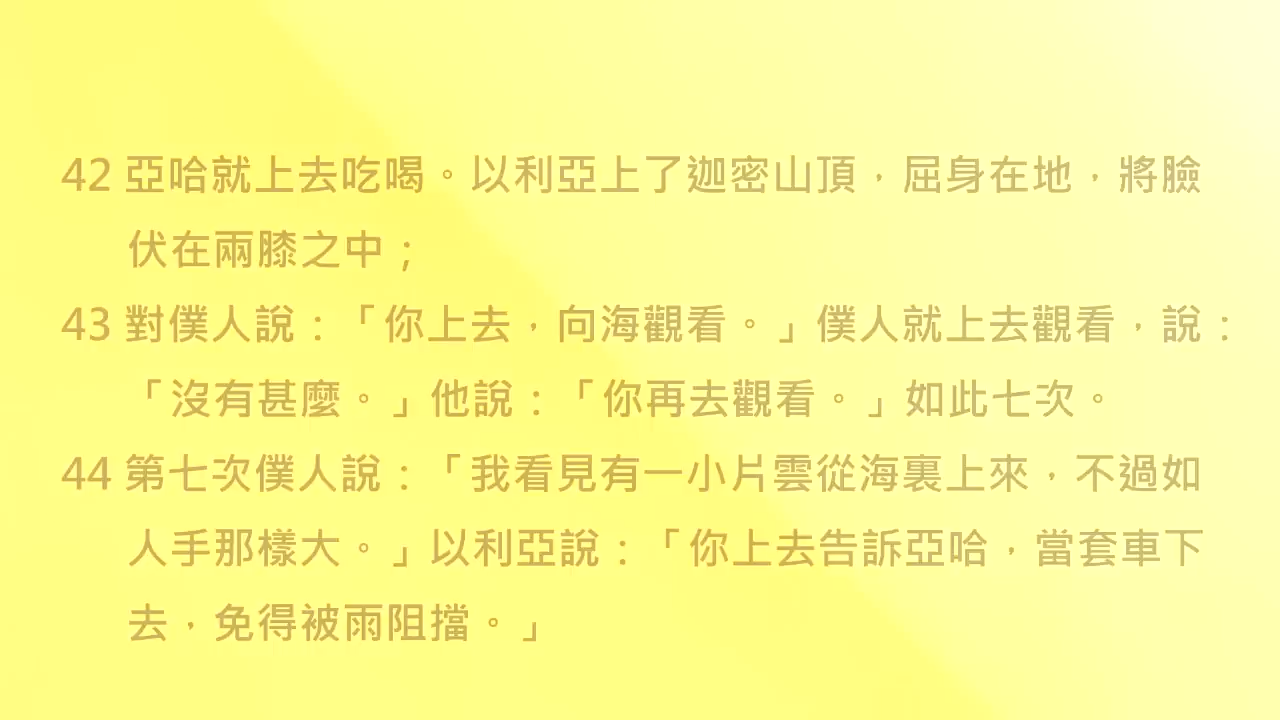 42 亞哈就上去吃喝。以利亞上了迦密山頂，屈身在地，將臉
伏在兩膝之中；
43 對僕人說：「你上去，向海觀看。」僕人就上去觀看，說：
「沒有甚麼。」他說：「你再去觀看。」如此七次。
44 第七次僕人說：「我看見有一小片雲從海裏上來，不過如
人手那樣大。」以利亞說：「你上去告訴亞哈，當套車下
去，免得被雨阻擋。」